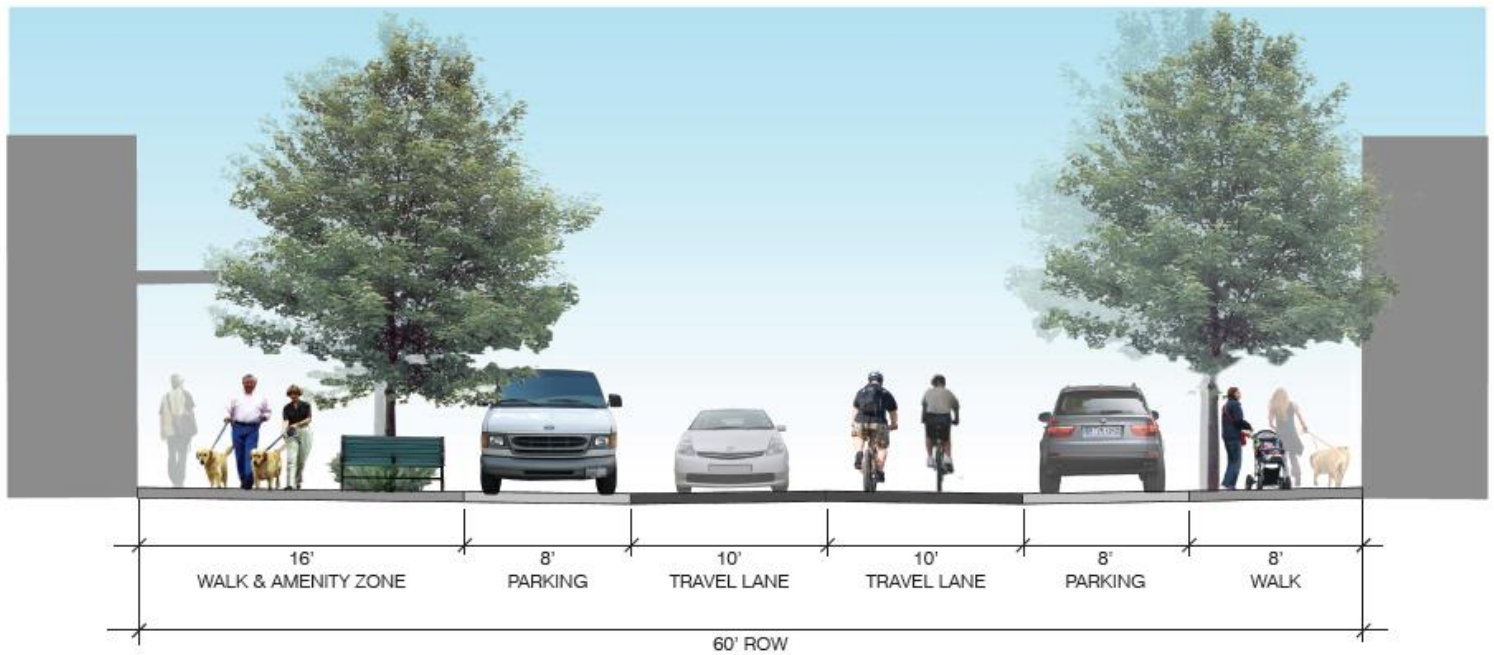 16’
WALK & AMENITY ZONE
8’
PARKING
10’
TRAVEL LANE
10’
TRAVEL LANE
8’
PARKING
8’
WALK
60’ ROW